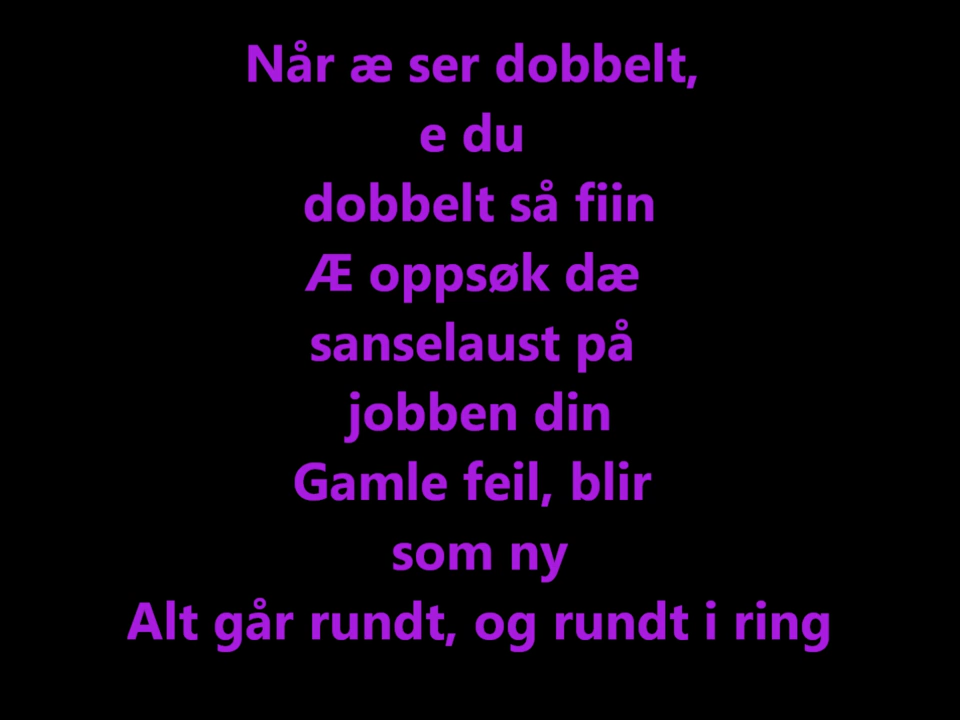 Når æ ser dobbelt,
e du
dobbelt så fiin
Æ oppsøk dæ
sanselaust på
jobben din
Gamle feil, blir
som ny
Alt går rundt, og rundt i ring